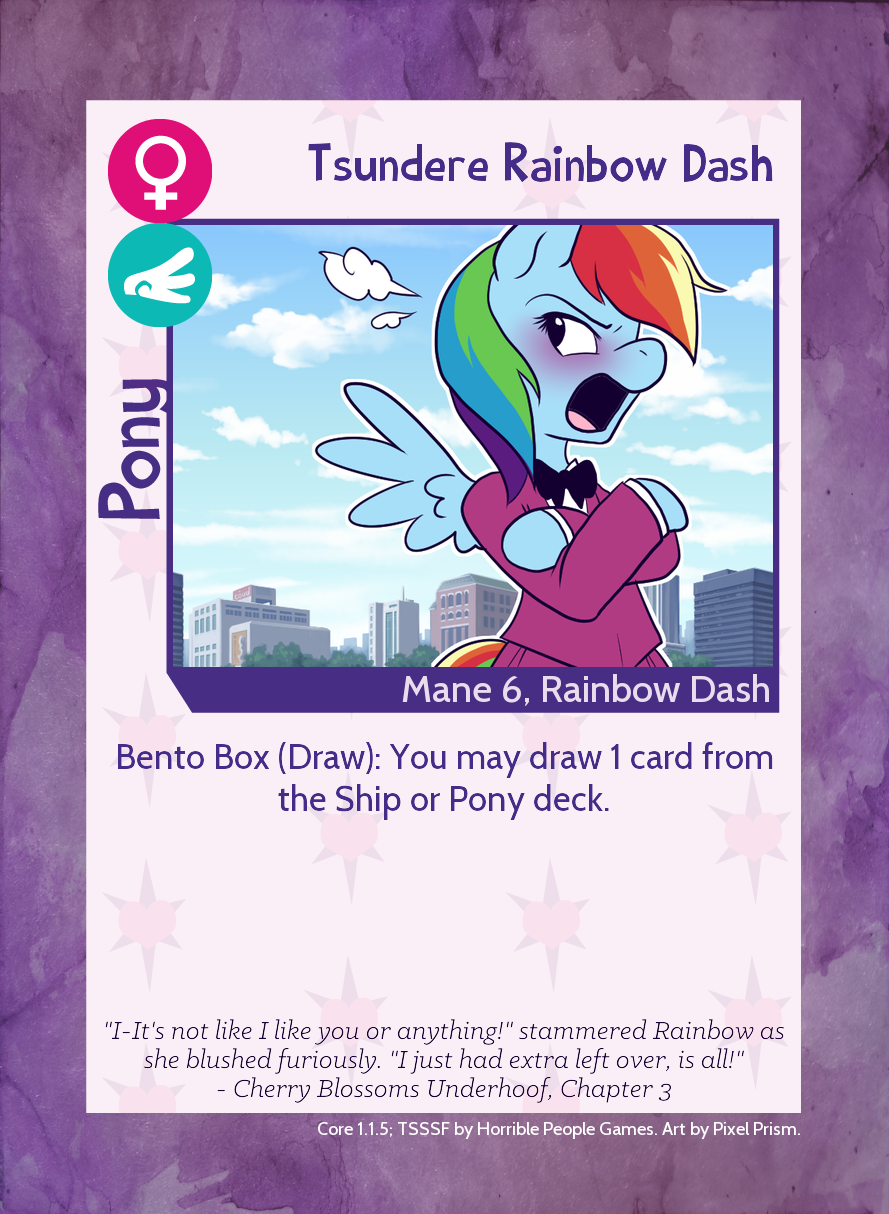 Tsundere Rainbow Dash
Pony
Mane 6, Rainbow Dash
Bento Box (Draw): You may draw 1 card from
the Ship or Pony deck.
"I-It's not like I like you or anything!" stammered Rainbow as
she blushed furiously. "I just had extra left over, is all!"
- Cherry Blossoms Underhoof, Chapter 3
Core 1.1.5; TSSSF by Horrible People Games. Art by Pixel Prism.